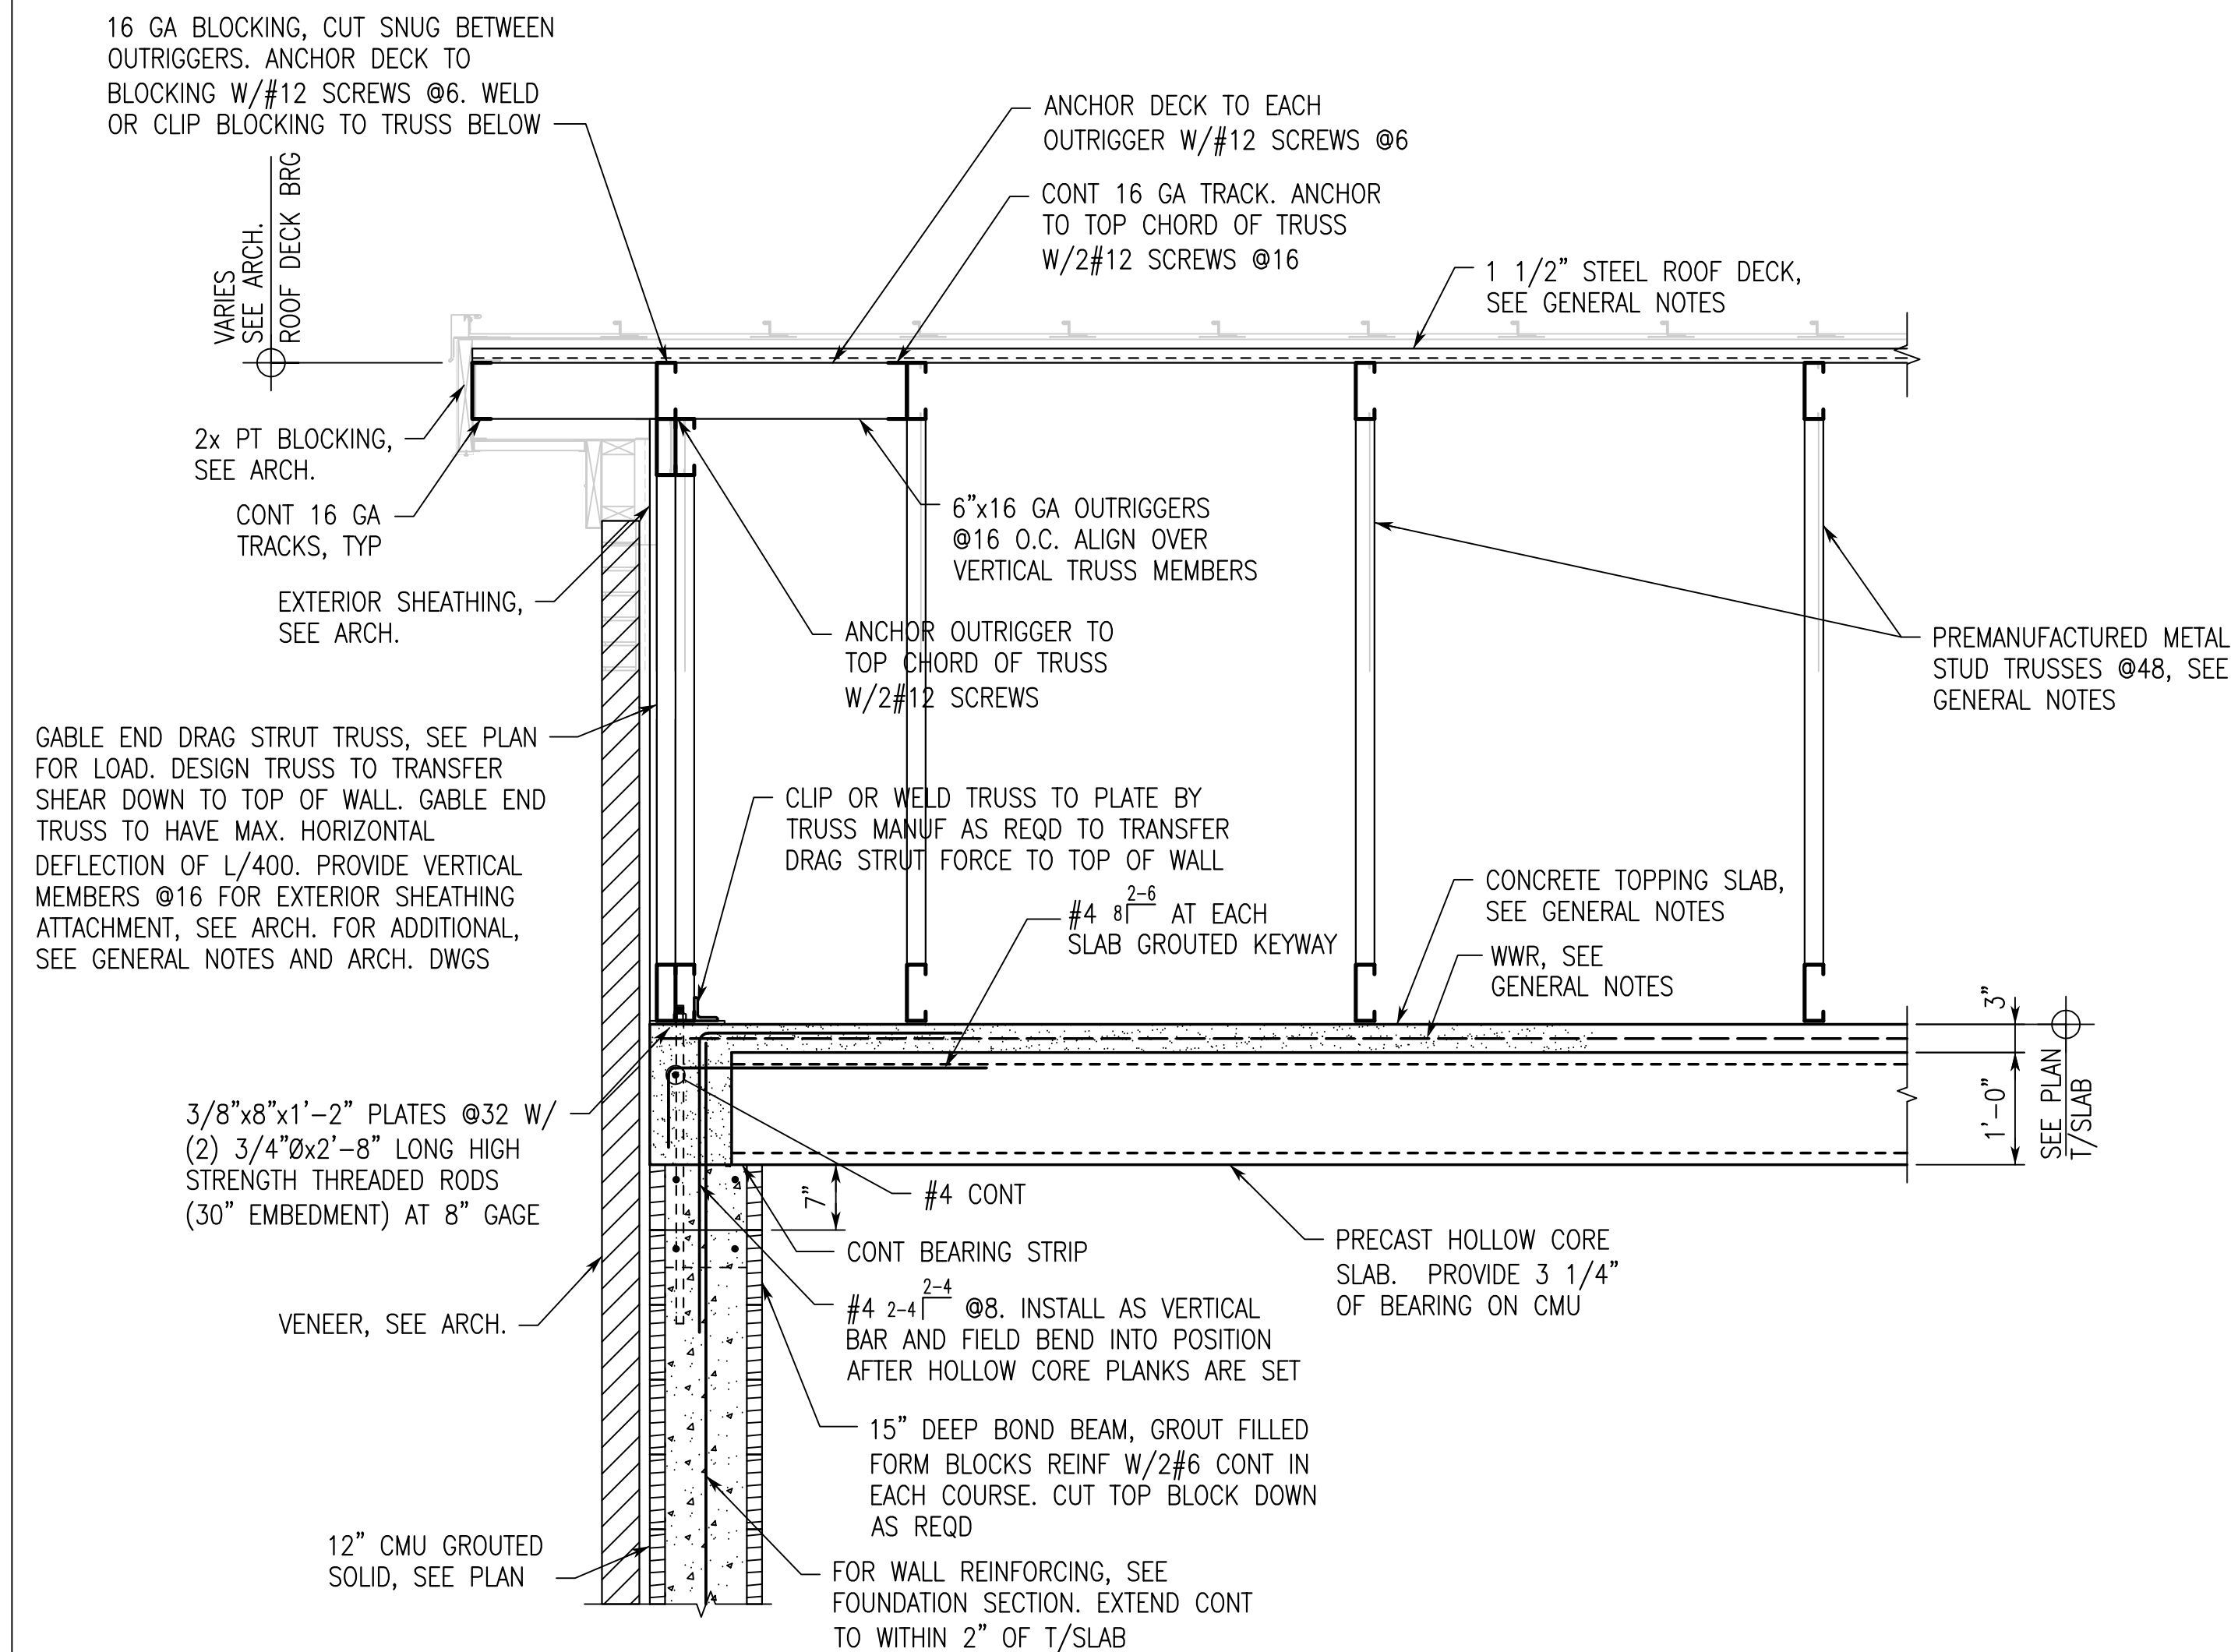 16 GA BLOCKING, CUT SNUG BETWEEN
OUTRIGGERS. ANCHOR DECK TO
BLOCKING W/#12 SCREWS @6. WELD
OR CLIP BLOCKING TO TRUSS BELOW
ANCHOR DECK TO EACH
OUTRIGGER W/#12 SCREWS @6
CONT 16 GA TRACK. ANCHOR
TO TOP CHORD OF TRUSS
W/2#12 SCREWS @16
1 1/2" STEEL ROOF DECK,
SEE GENERAL NOTES
VARIES
SEE ARCH.
ROOF DECK BRG
2x PT BLOCKING,
SEE ARCH.
CONT 16 GA
TRACKS, TYP
EXTERIOR SHEATHING,
SEE ARCH.
6"x16 GA OUTRIGGERS
@16 O.C. ALIGN OVER
VERTICAL TRUSS MEMBERS
ANCHOR OUTRIGGER TO
TOP CHORD OF TRUSS
W/2#12 SCREWS
PREMANUFACTURED METAL
STUD TRUSSES @48, SEE
GENERAL NOTES
GABLE END DRAG STRUT TRUSS, SEE PLAN
FOR LOAD. DESIGN TRUSS TO TRANSFER
SHEAR DOWN TO TOP OF WALL. GABLE END
TRUSS TO HAVE MAX. HORIZONTAL
DEFLECTION OF L/400. PROVIDE VERTICAL
MEMBERS @16 FOR EXTERIOR SHEATHING
ATTACHMENT, SEE ARCH. FOR ADDITIONAL,
SEE GENERAL NOTES AND ARCH. DWGS
CLIP OR WELD TRUSS TO PLATE BY
TRUSS MANUF AS REQD TO TRANSFER
DRAG STRUT FORCE TO TOP OF WALL
#4 8 2-6 AT EACH
SLAB GROUTED KEYWAY
CONCRETE TOPPING SLAB,
SEE GENERAL NOTES
WWR, SEE
GENERAL NOTES
3"
1'-0"
SEE PLAN
T/SLAB
3/8"x8"x1'-2" PLATES @32 W/
(2) 3/4"Øx2'-8" LONG HIGH
STRENGTH THREADED RODS
(30" EMBEDMENT) AT 8" GAGE
7"
#4 CONT
CONT BEARING STRIP
PRECAST HOLLOW CORE
SLAB. PROVIDE 3 1/4"
OF BEARING ON CMU
VENEER, SEE ARCH.
#4 2-4 2-4 @8. INSTALL AS VERTICAL
BAR AND FIELD BEND INTO POSITION
AFTER HOLLOW CORE PLANKS ARE SET
15" DEEP BOND BEAM, GROUT FILLED
FORM BLOCKS REINF W/2#6 CONT IN
EACH COURSE. CUT TOP BLOCK DOWN
AS REQD
12" CMU GROUTED
SOLID, SEE PLAN
FOR WALL REINFORCING, SEE
FOUNDATION SECTION. EXTEND CONT
TO WITHIN 2" OF T/SLAB